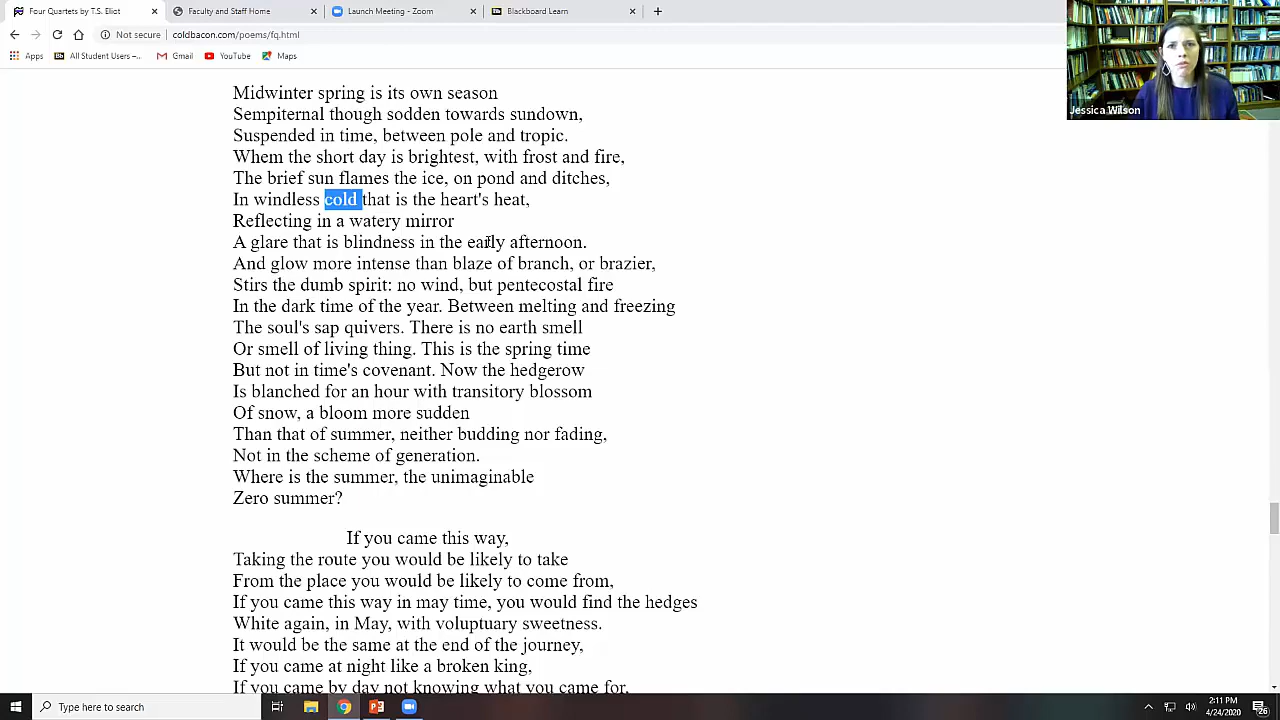 Four Quartets by T.S. Eliot
Faculty and Staff Home
Launch Meeting - Zoom
Blackboard Learn
Not secure
coldbacon.com/poems/fq.html
Apps
Bb
All Student Users –...
Gmail
YouTube
Maps
Jessica Wilson
Midwinter spring is its own season
Sempiternal though sodden towards sundown,
Suspended in time, between pole and tropic.
Whem the short day is brightest, with frost and fire,
The brief sun flames the ice, on pond and ditches,
In windless cold that is the heart's heat,
Reflecting in a watery mirror
A glare that is blindness in the early afternoon.
And glow more intense than blaze of branch, or brazier,
Stirs the dumb spirit: no wind, but pentecostal fire
In the dark time of the year. Between melting and freezing
The soul's sap quivers. There is no earth smell
Or smell of living thing. This is the spring time
But not in time's covenant. Now the hedgerow
Is blanched for an hour with transitory blossom
Of snow, a bloom more sudden
Than that of summer, neither budding nor fading,
Not in the scheme of generation.
Where is the summer, the unimaginable
Zero summer?
If you came this way,
Taking the route you would be likely to take
From the place you would be likely to come from,
If you came this way in may time, you would find the hedges
White again, in May, with voluptuary sweetness.
It would be the same at the end of the journey,
If you came at night like a broken king,
If you came by day not knowing what you came for,
Type here to search
2:11 PM
4/24/2020
26